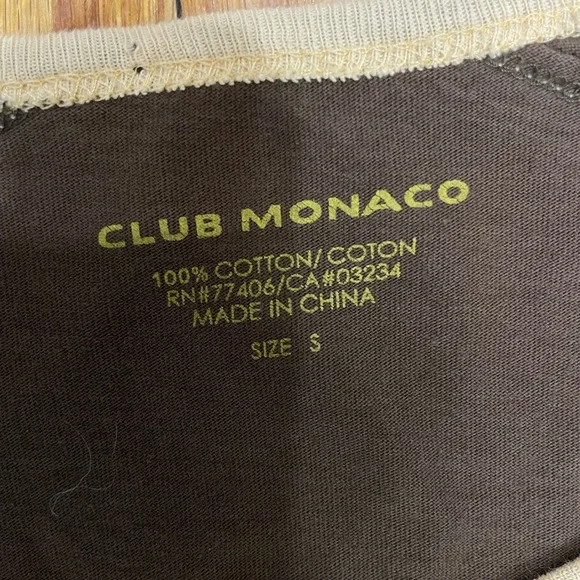 CLUB MONACO
100% COTTON/ COTON
RN#77406/CA#03234
MADE IN CHINA
SIZE S